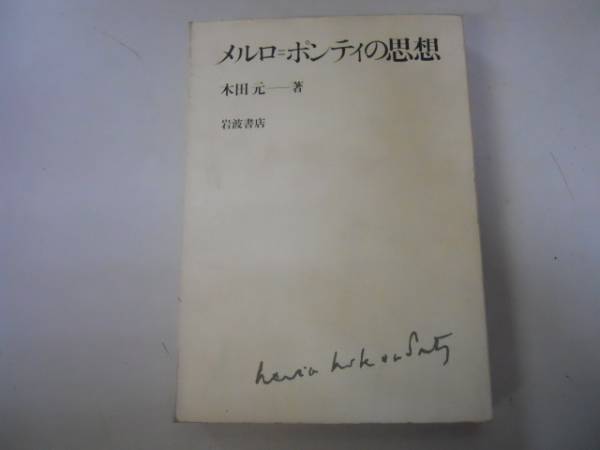 メルロ=ポンティの思想
木田 元――著
岩波書店